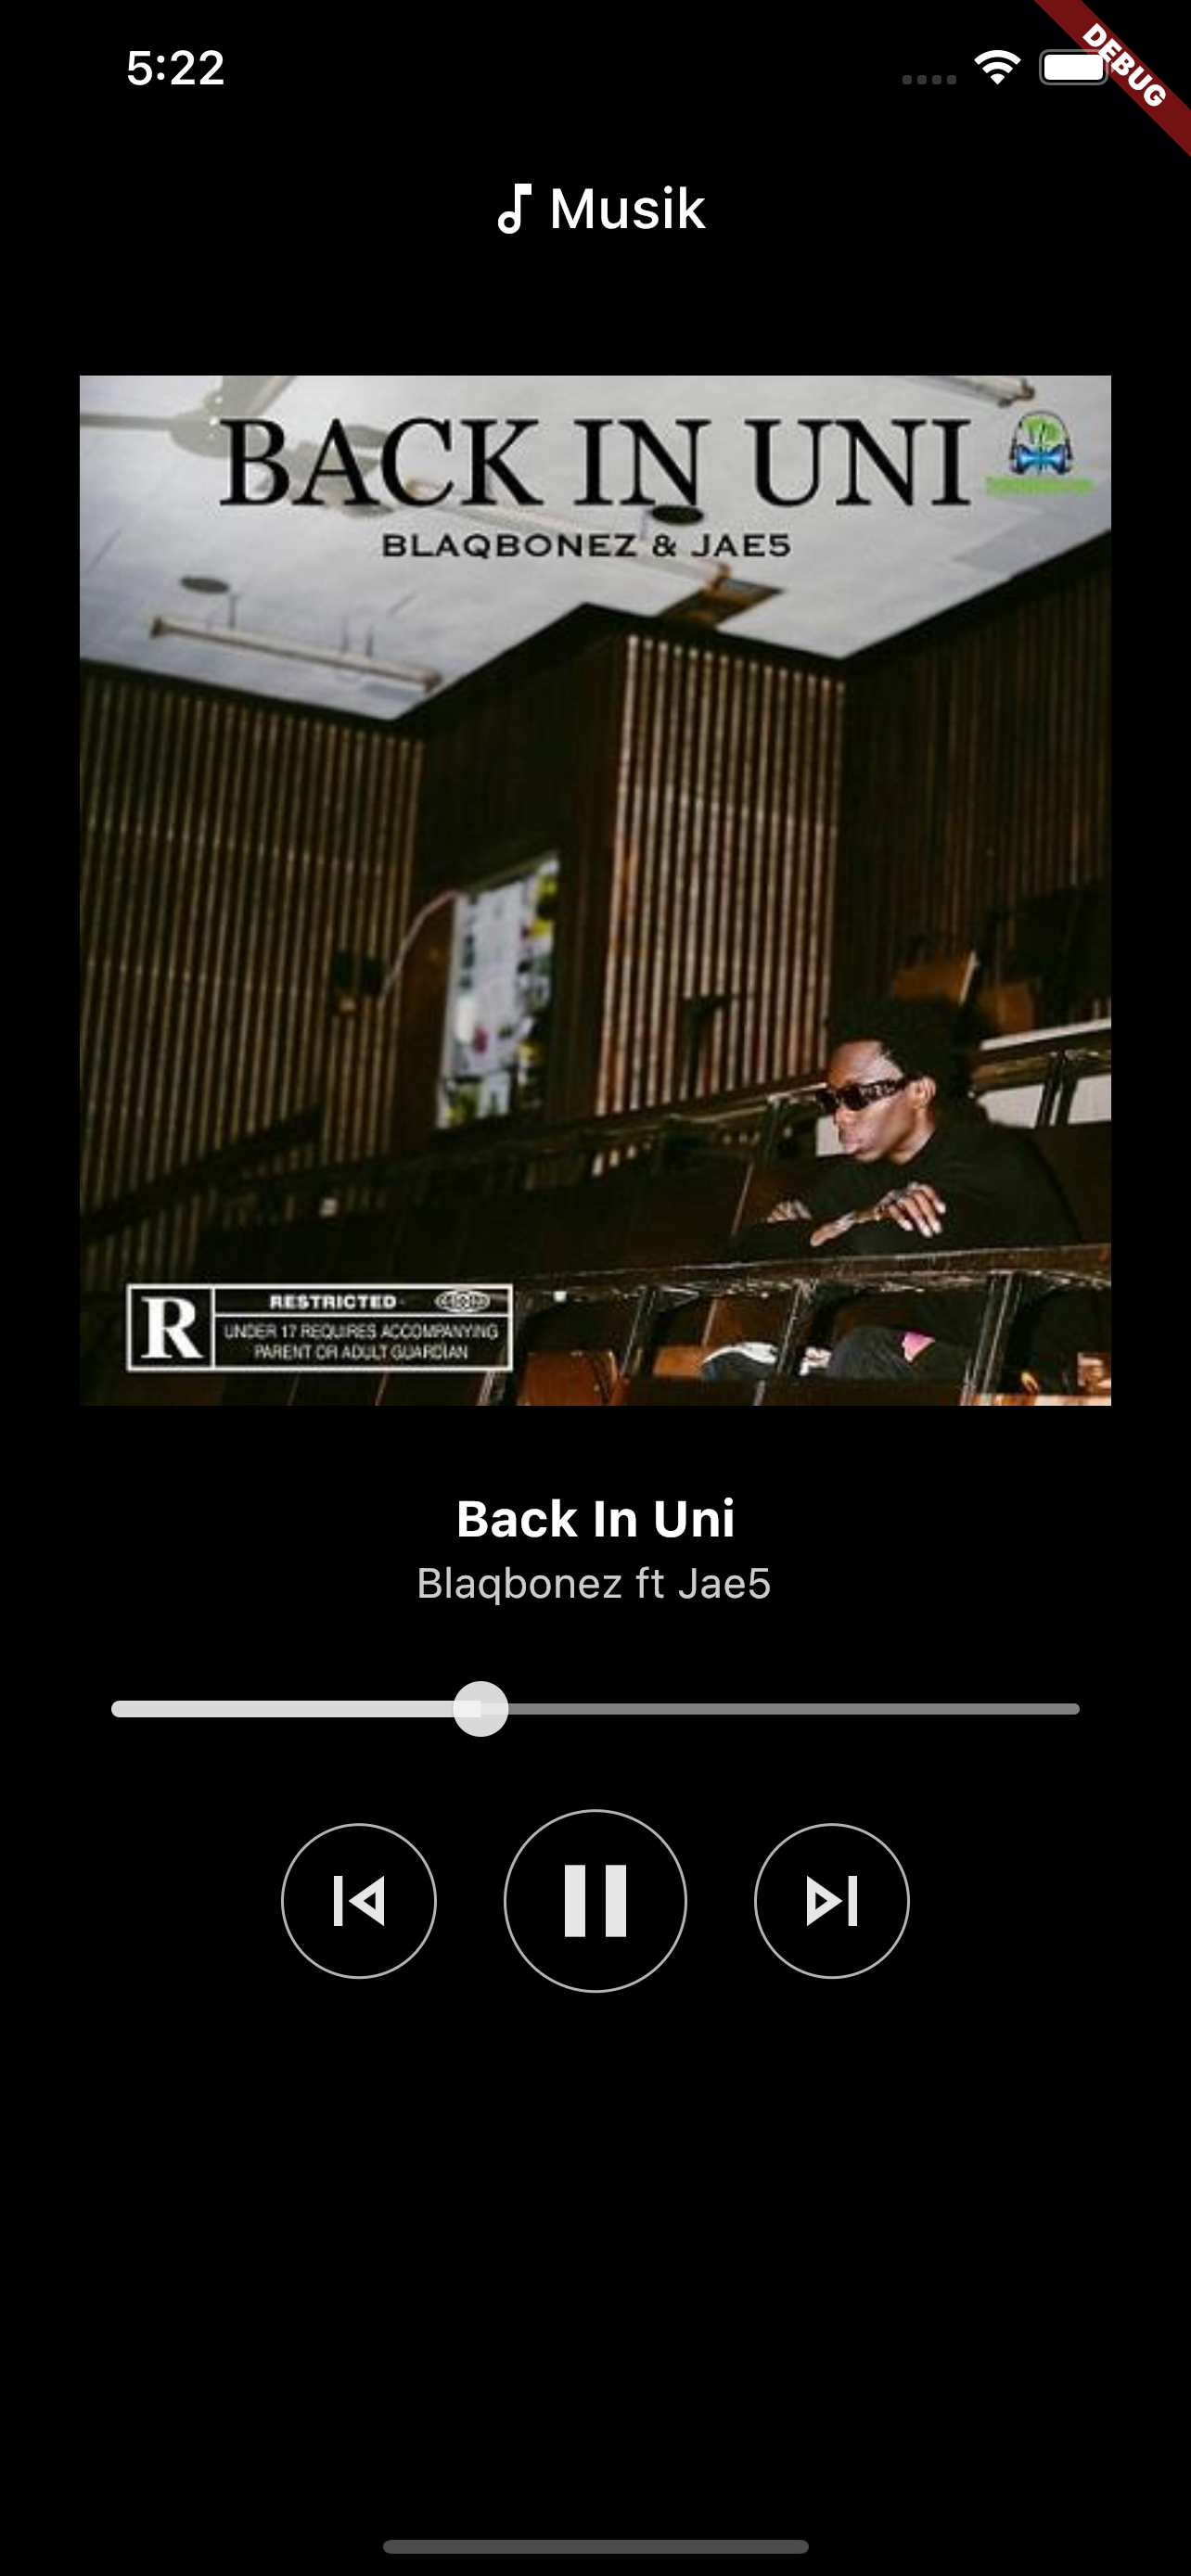 5:22
DEBUG
Musik
BACK IN UNI
BLAQBONEZ & JAE5
R
RESTRICTED
UNDER 17 REQUIRES ACCOMPANYING
PARENT OR ADULT GUARDIAN
Back In Uni
Blaqbonez ft Jae5